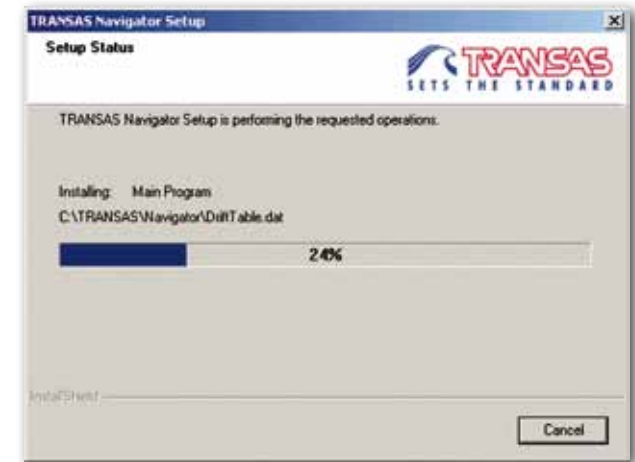 TRANSAS Navigator Setup
Setup Status
TRANSAS
SETS THE STANDARD
TRANSAS Navigator Setup is performing the requested operations.
Installing: Main Program
C:\TRANSAS\Navigator\DriftTable.dat
24%
InstallShield
Cancel